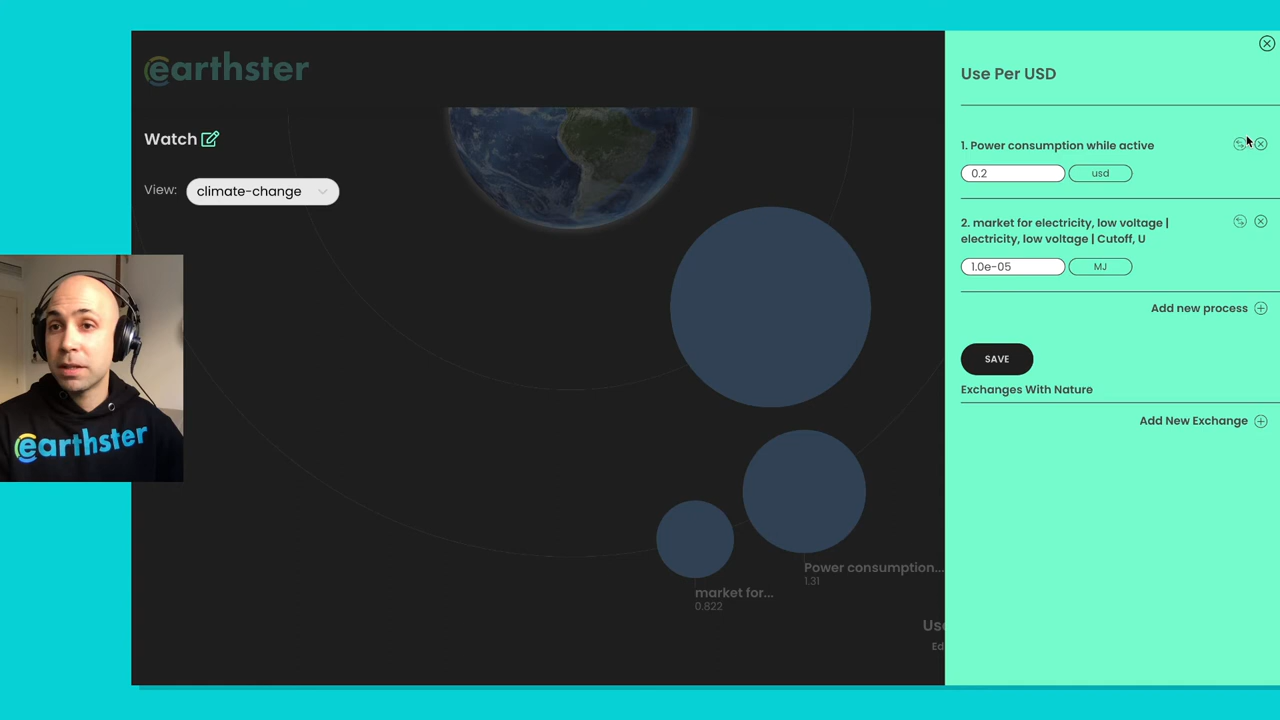 earthster
Watch
View:
climate-change
earthster
Power consumption...
1.31
market for...
0.822
Us
Ed
Use Per USD
1. Power consumption while active
0.2
usd
2. market for electricity, low voltage |
electricity, low voltage | Cutoff, U
1.0e-05
MJ
Add new process
SAVE
Exchanges With Nature
Add New Exchange